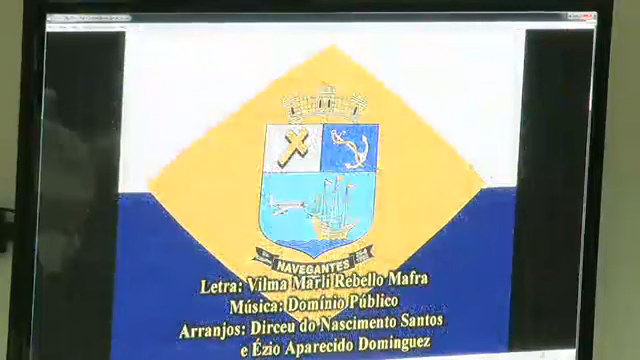 NAVEGANTES
Letra: Vilma Marli Rebello Mafra
Música: Domínio Público
Arranjos: Dirceu do Nascimento Santos
e Ézio Aparecido Dominguez